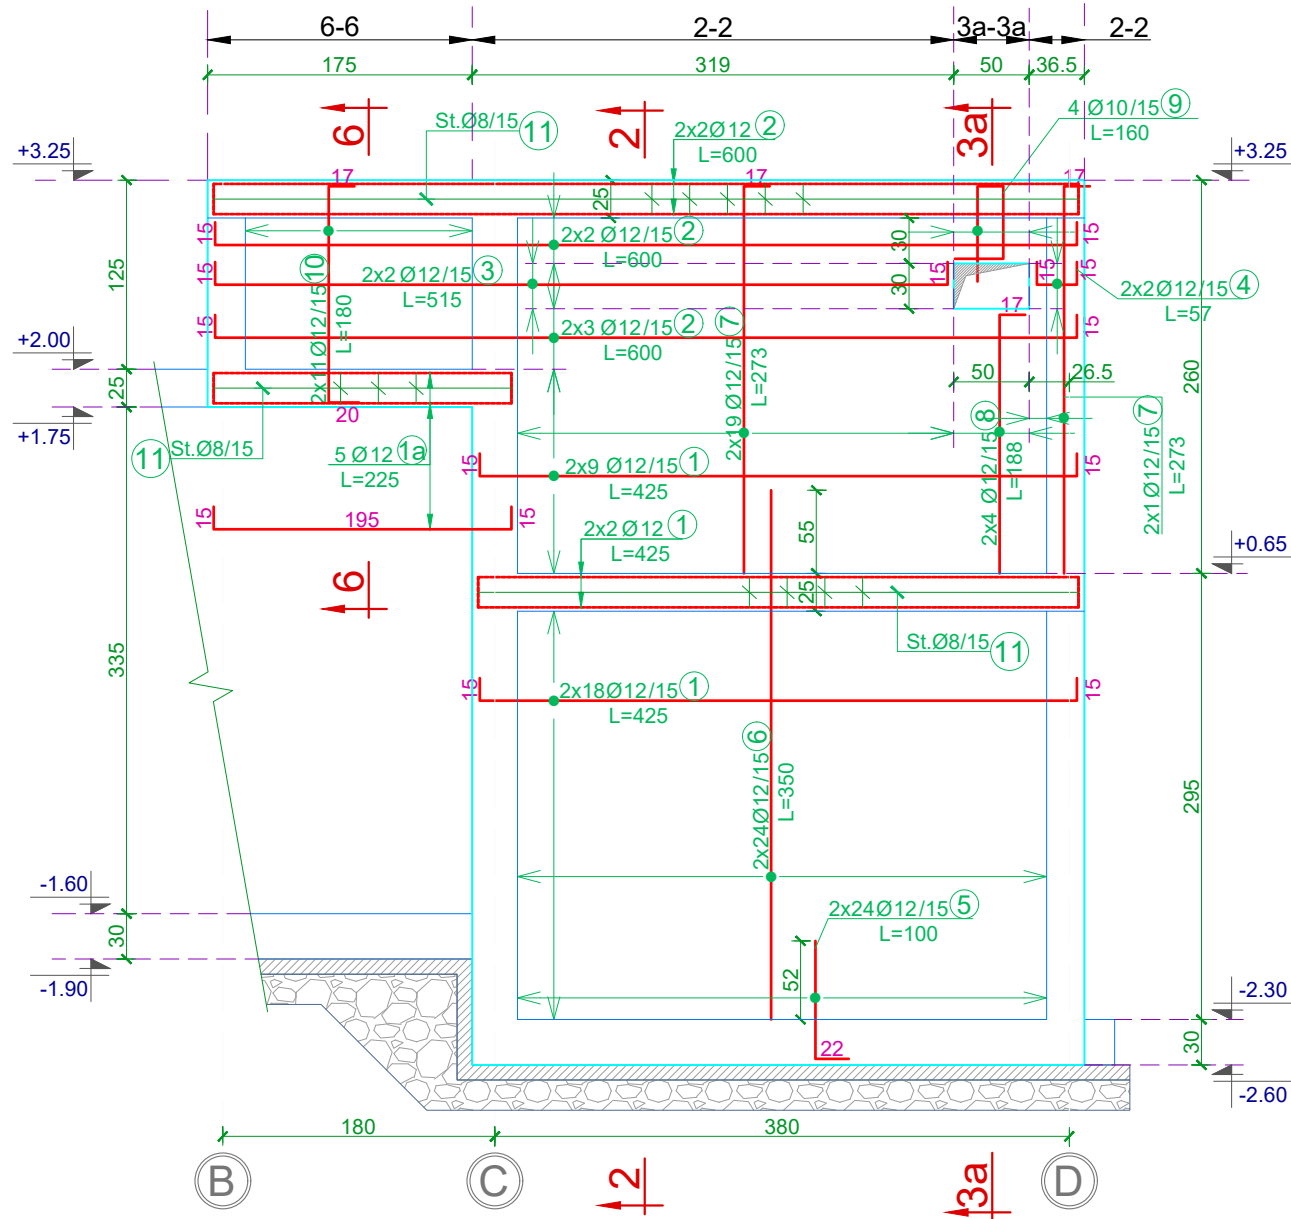 6-6
2-2
3a-3a
2-2
175
319
50
36.5
6
2
3a
St.Ø8/15 11
2x2Ø12 2
L=600
4 Ø10/15 9
L=160
+3.25
+3.25
17
17
17
25
15
2x2 Ø12/15 2
L=600
30
15
15
2x2 Ø12/15 3
L=515
15
30
15
15
2x2Ø12/15 4
L=57
125
2x11 Ø12/15 10
L=180
17
15
2x3 Ø12/15 2
L=600
15
2x19 Ø12/15 7
L=273
+2.00
25
+1.75
20
50
26.5
260
11 St.Ø8/15
5 Ø12 1a
L=225
2x4 Ø12/15 8
L=188
2x1 Ø12/15 7
L=273
15
2x9 Ø12/15 1
L=425
15
15
195
15
2x2 Ø12 1
L=425
55
+0.65
6
25
St.Ø8/15 11
335
15
2x18Ø12/15 1
L=425
15
2x24Ø12/15 6
L=350
295
-1.60
30
-1.90
2x24Ø12/15 5
L=100
52
22
-2.30
30
-2.60
180
380
B
C
D
2
3a